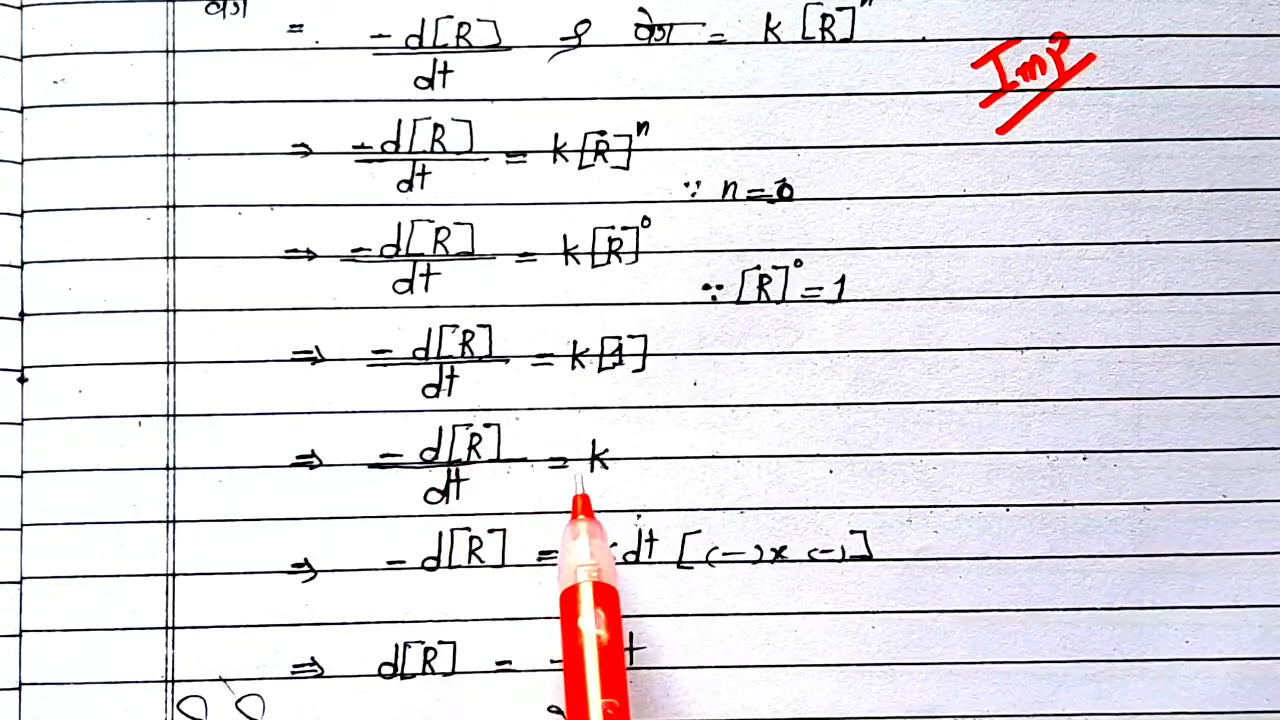 वेग = -d[R]/dt , वेग = k [R]ⁿ
Imp
⇒ -d[R]/dt = k[R]ⁿ
∵ n=0
⇒ -d[R]/dt = k[R]⁰
∵ [R]⁰ = 1
⇒ -d[R]/dt = k[1]
⇒ -d[R]/dt = k
⇒ -d[R] = dt [(-)x(-)]
⇒ d[R] = - t